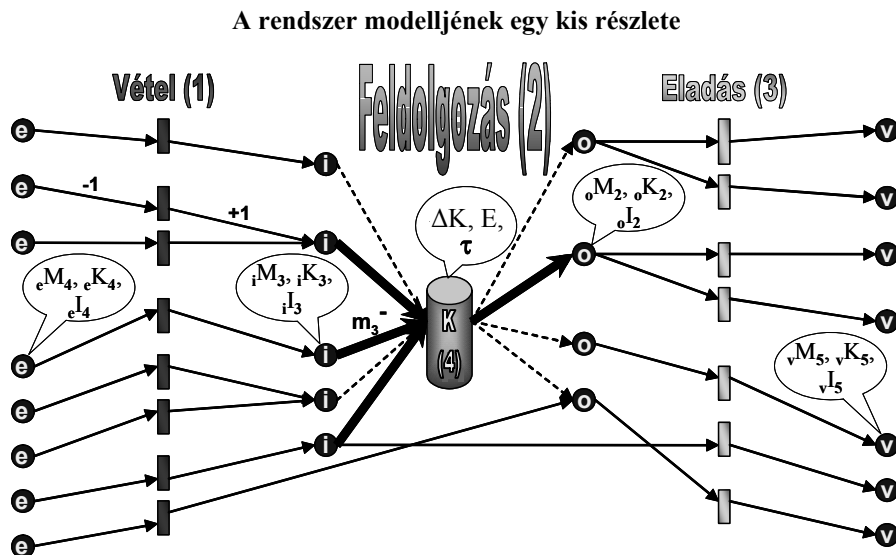 A rendszer modelljének egy kis részlete
Vétel (1)
Feldolgozás (2)
Eladás (3)
e
o
v
i
e
-1
+1
v
ₒM₂, ₒK₂,
ₒI₂
ΔK, E,
τ
e
i
o
v
ₑM₄, ₑK₄,
ₑI₄
ᵢM₃, ᵢK₃,
ᵢI₃
m₃⁻
K
(4)
v
e
i
o
ᵥM₅, ᵥK₅,
ᵥI₅
e
i
o
e
i
v
e
v
e
v